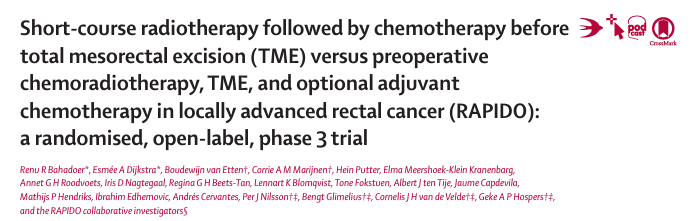 Short-course radiotherapy followed by chemotherapy before
total mesorectal excision (TME) versus preoperative
chemoradiotherapy, TME, and optional adjuvant
chemotherapy in locally advanced rectal cancer (RAPIDO):
a randomised, open-label, phase 3 trial
pod
cast
CrossMark
Renu R Bahadoer*, Esmée A Dijkstra*, Boudewijn van Etten†, Corrie A M Marijnen†, Hein Putter, Elma Meershoek-Klein Kranenbarg,
Annet G H Roodvoets, Iris D Nagtegaal, Regina G H Beets-Tan, Lennart K Blomqvist, Tone Fokstuen, Albert J ten Tije, Jaume Capdevila,
Mathijs P Hendriks, Ibrahim Edhemovic, Andrés Cervantes, Per J Nilsson††, Bengt Glimelius††, Cornelis J H van de Velde††, Geke A P Hospers††,
and the RAPIDO collaborative investigators§